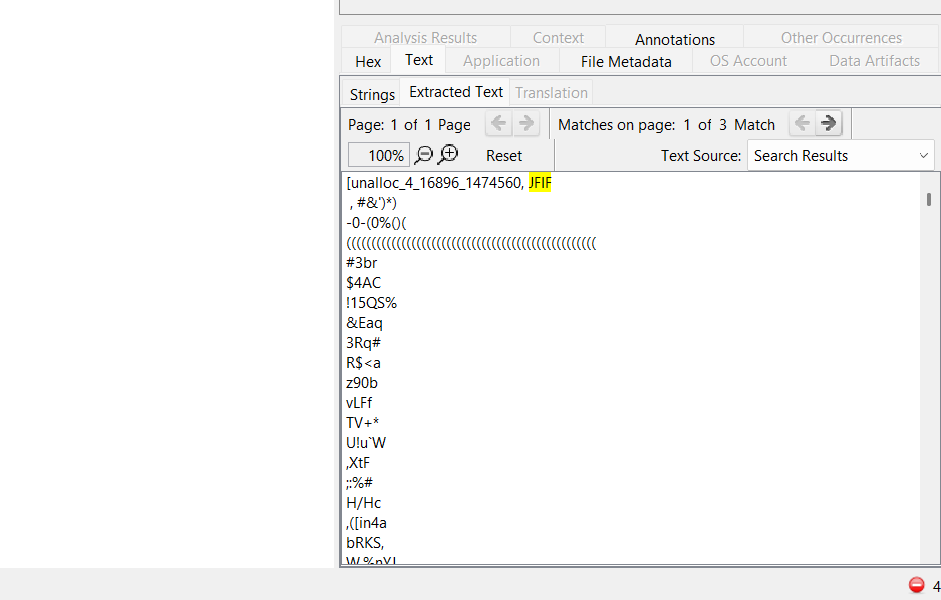 Analysis Results Context Annotations Other Occurrences
Hex Text Application File Metadata OS Account Data Artifacts
Strings Extracted Text Translation
Page: 1 of 1 Page Matches on page: 1 of 3 Match
100% Reset Text Source: Search Results
[unalloc_4_16896_1474560, JFIF
, #&')*)
-0-(0%()(
((((((((((((((((((((((((((((((((((((((((((((((((((
#3br
$4AC
!15QS%
&Eaq
3Rq#
R$<a
z90b
vLFf
TV+*
U!u`W
,XtF
;:%#
H/Hc
,([in4a
bRKS,
4